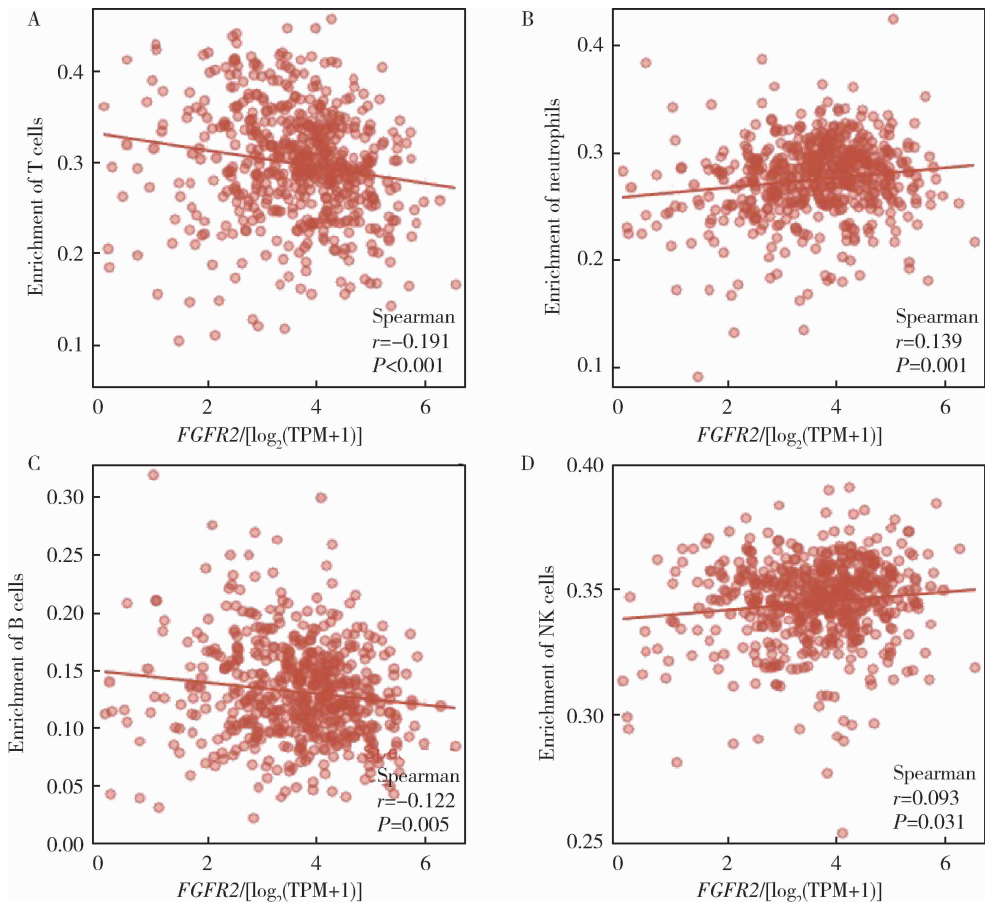 A
Enrichment of T cells
0.4
0.3
0.2
0.1
Spearman
r=−0.191
P<0.001
0 2 4 6
FGFR2/[log2(TPM+1)]
B
Enrichment of neutrophils
0.4
0.3
0.2
0.1
Spearman
r=0.139
P=0.001
0 2 4 6
FGFR2/[log2(TPM+1)]
C
Enrichment of B cells
0.30
0.25
0.20
0.15
0.10
0.05
0.00
Spearman
r=−0.122
P=0.005
0 2 4 6
FGFR2/[log2(TPM+1)]
D
Enrichment of NK cells
0.40
0.35
0.30
0.25
Spearman
r=0.093
P=0.031
0 2 4 6
FGFR2/[log2(TPM+1)]